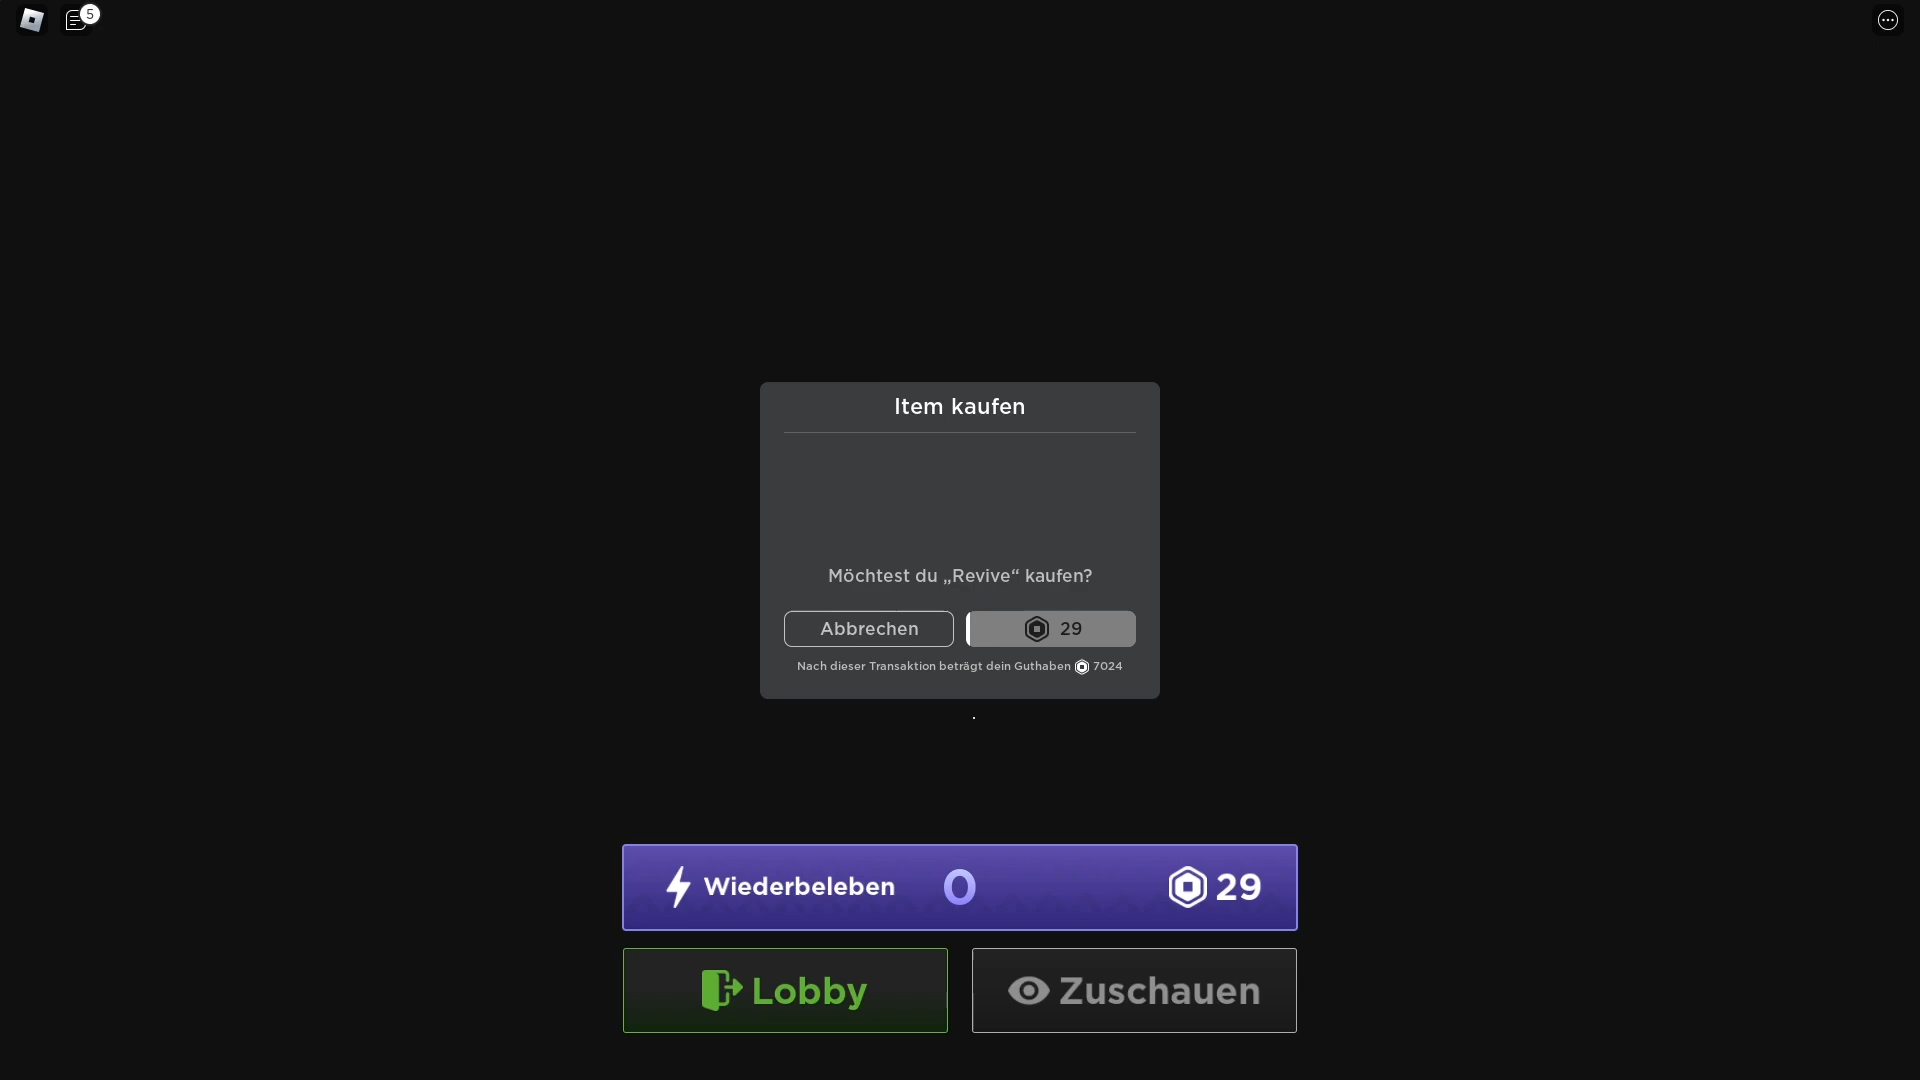 5
Item kaufen
Möchtest du „Revive“ kaufen?
Abbrechen
29
Nach dieser Transaktion beträgt dein Guthaben 7024
Wiederbeleben 0 29
Lobby
Zuschauen